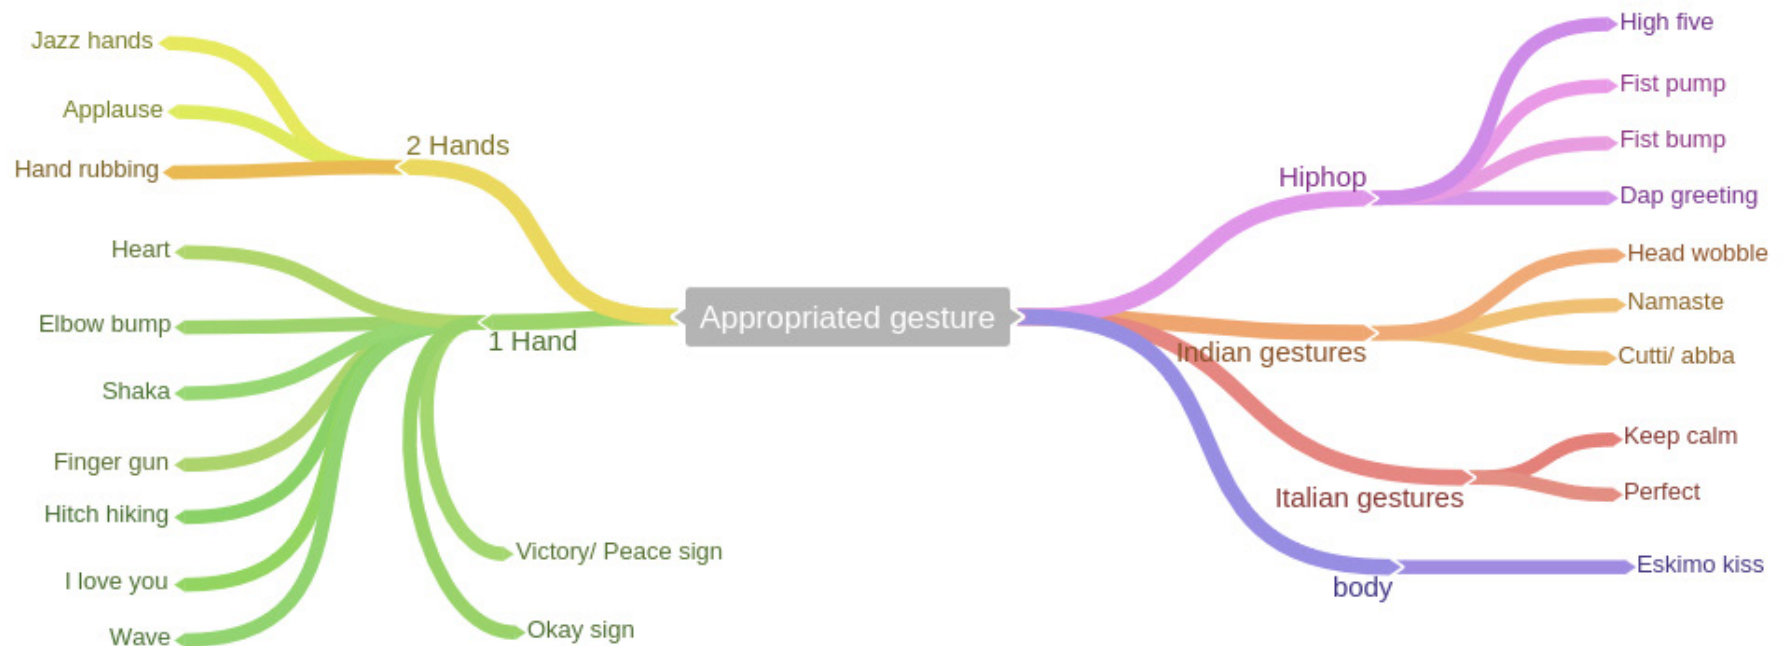 Jazz hands
Applause
Hand rubbing
2 Hands
Heart
Elbow bump
Shaka
Finger gun
Hitch hiking
I love you
Wave
1 Hand
Victory/ Peace sign
Okay sign
Appropriated gesture
Hiphop
High five
Fist pump
Fist bump
Dap greeting
Indian gestures
Head wobble
Namaste
Cutti/ abba
Italian gestures
Keep calm
Perfect
body
Eskimo kiss